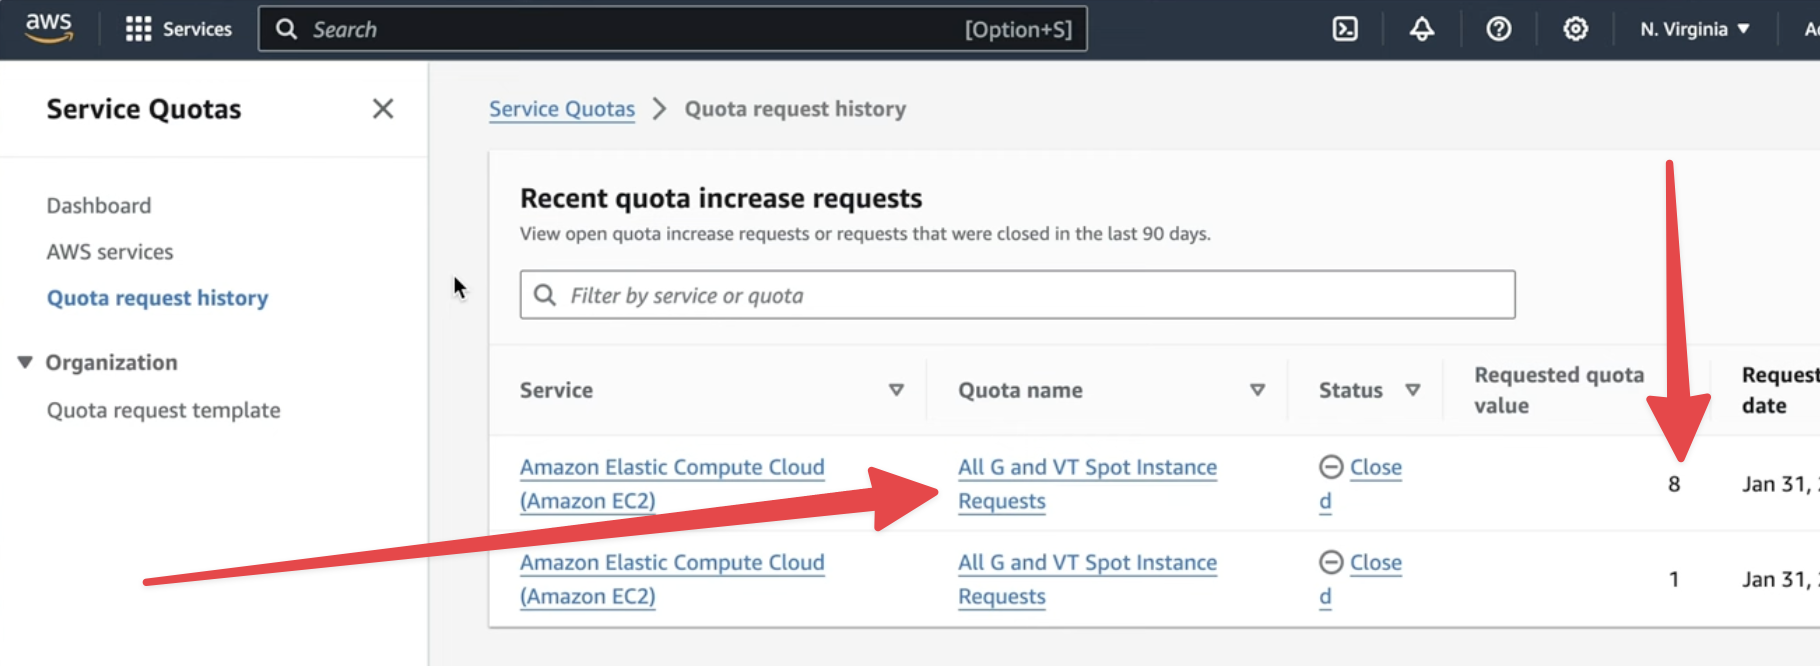 aws
Services
Search
[Option+S]
N. Virginia
Service Quotas
Dashboard
AWS services
Quota request history
Organization
Quota request template
Service Quotas > Quota request history
Recent quota increase requests
View open quota increase requests or requests that were closed in the last 90 days.
Filter by service or quota
Service
Quota name
Status
Requested quota
value
Request
date
Amazon Elastic Compute Cloud
(Amazon EC2)
All G and VT Spot Instance
Requests
Close
d
8
Jan 31,
Amazon Elastic Compute Cloud
(Amazon EC2)
All G and VT Spot Instance
Requests
Close
d
1
Jan 31,